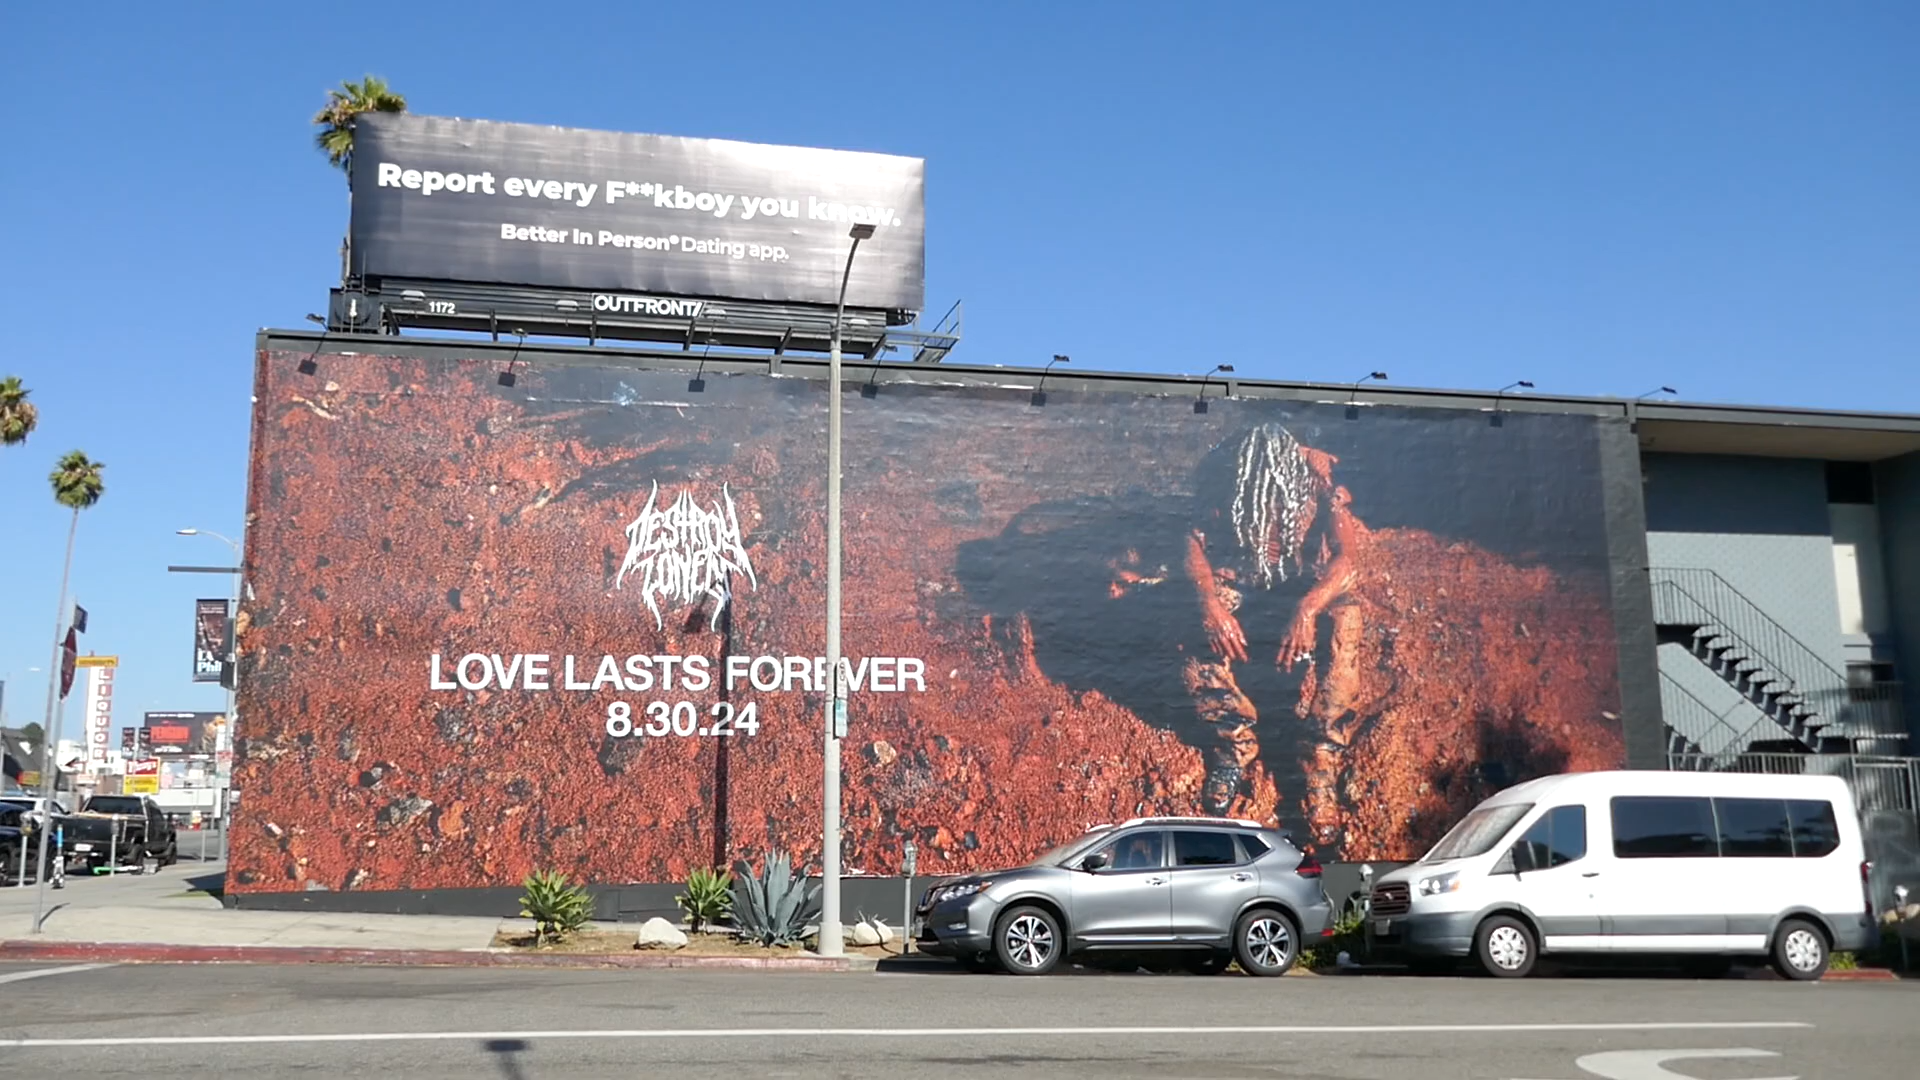 Report every F**kboy you know.
Better In Person® Dating app.
1172
OUTFRONT/
DESTROY
LONELY
LOVE LASTS FOREVER
8.30.24
LIQUOR